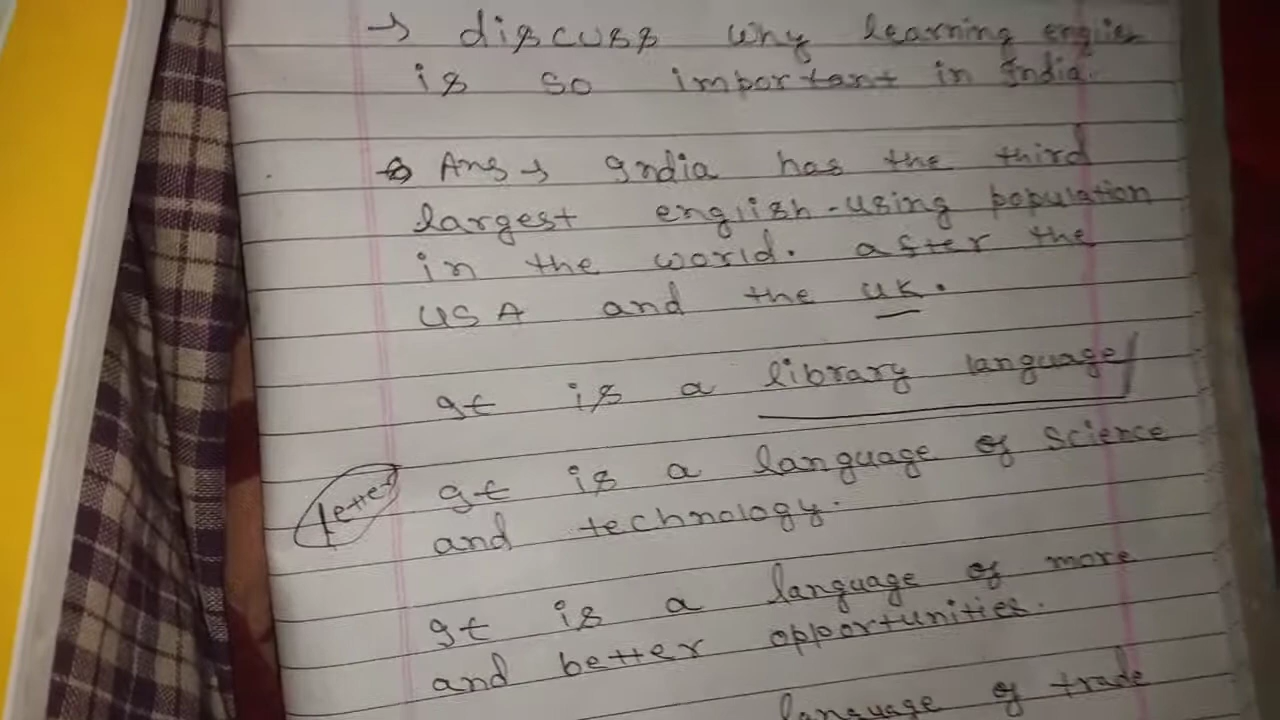 → discuss why learning english
is so important in India.
Ans → India has the third
largest english-using population
in the world. after the
USA and the UK.
It is a library language
It is a language of science
and technology.
letter
It is a language of more
and better opportunities.
language of trade